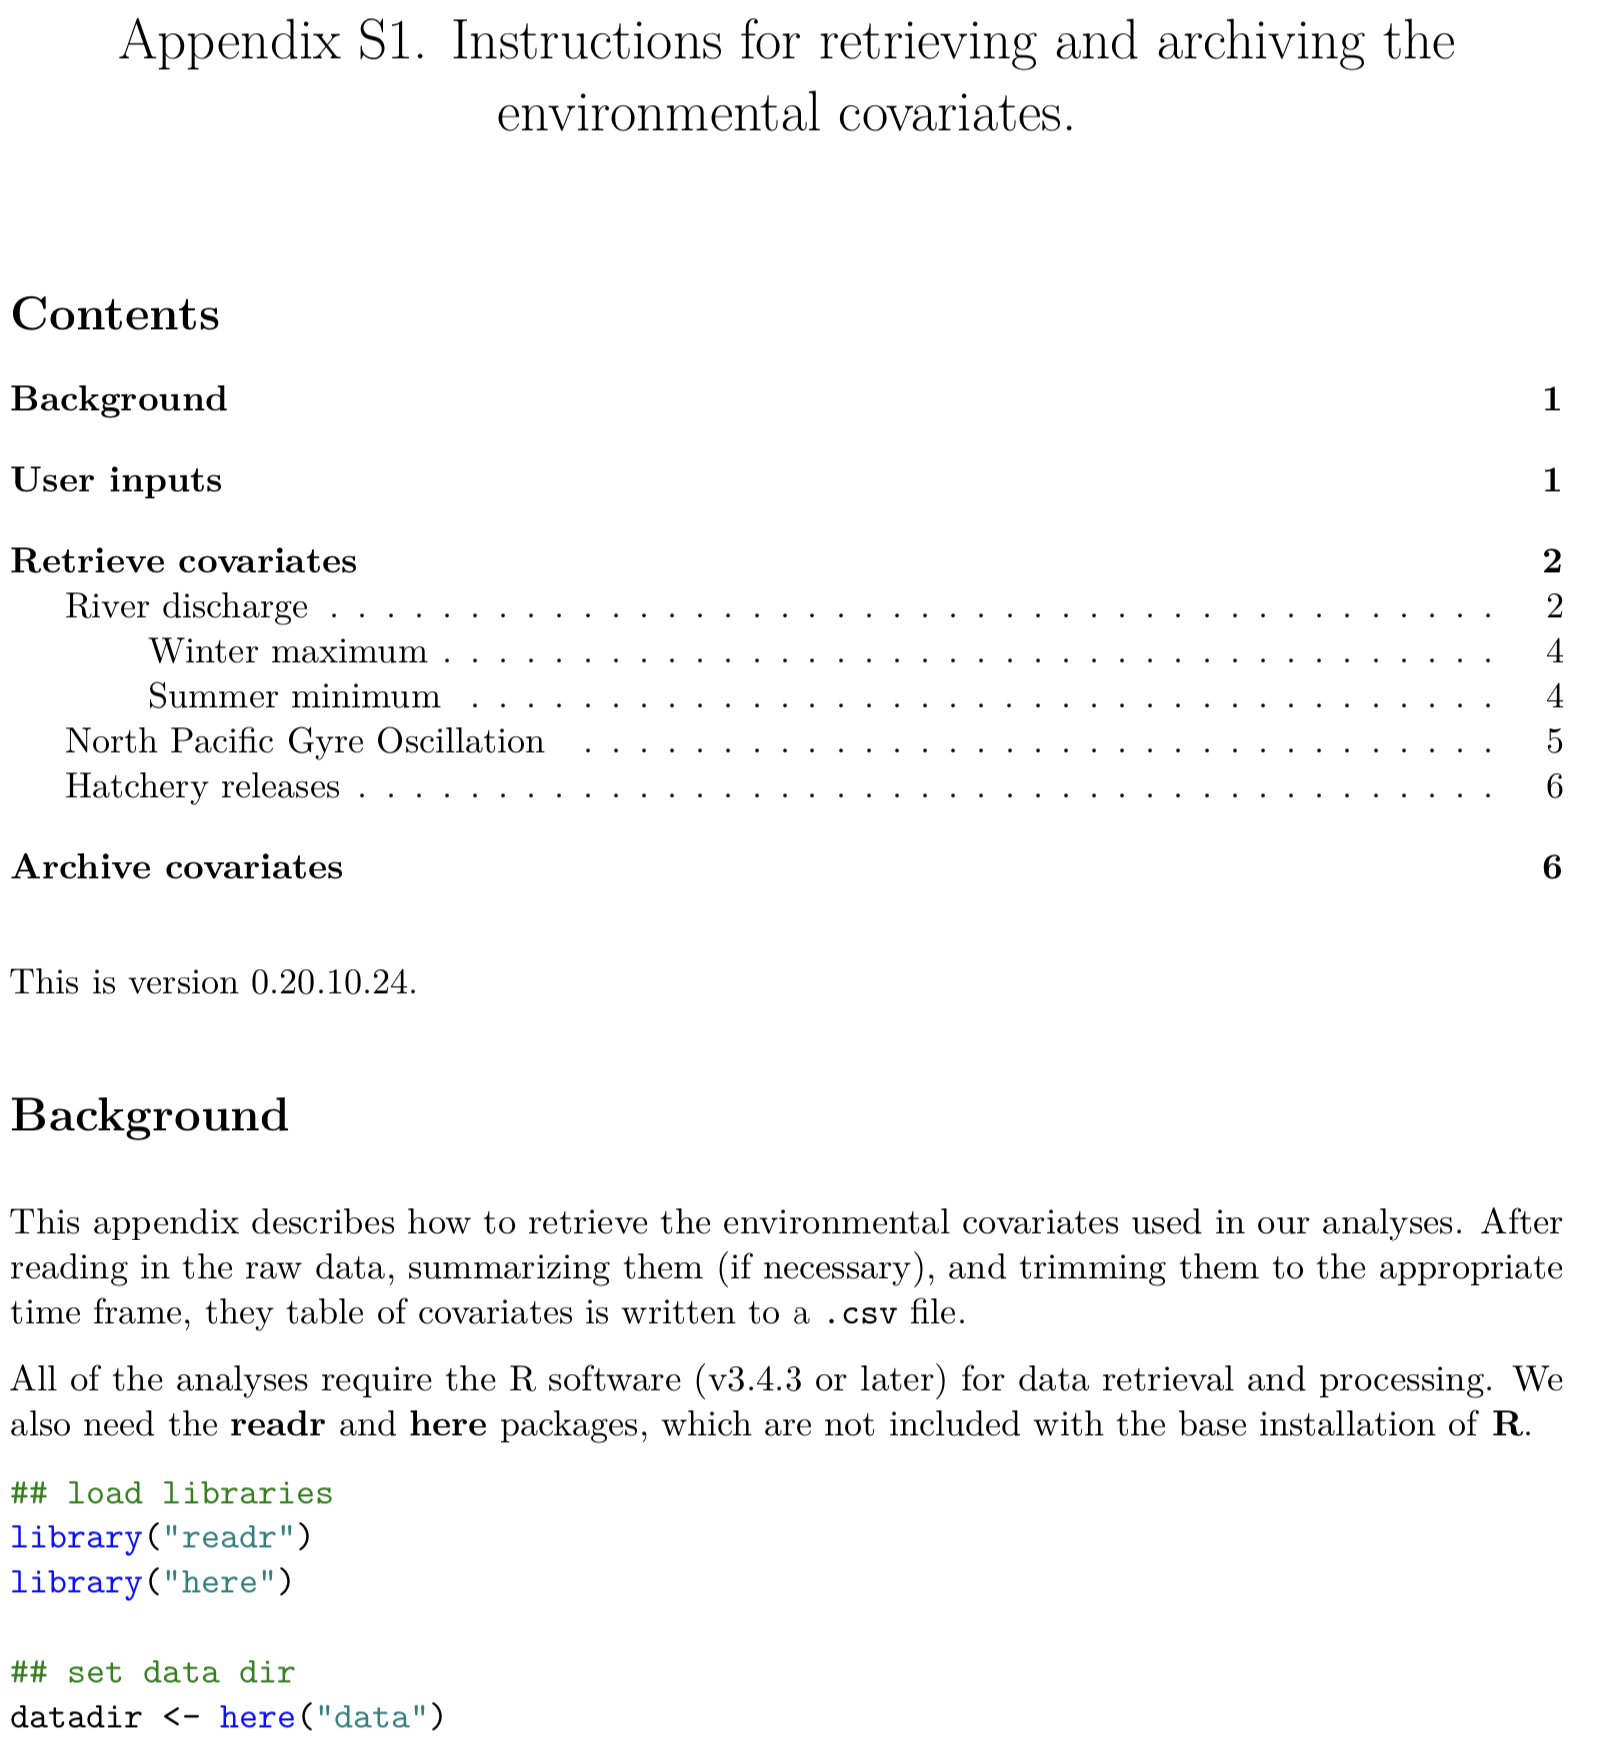 Appendix S1. Instructions for retrieving and archiving the
environmental covariates.
Contents
Background 1
User inputs 1
Retrieve covariates 2
River discharge . . . . . . . . . . . . . . . . . . . . . . . . . . . . . . . . . . . . . . . . . . 2
Winter maximum . . . . . . . . . . . . . . . . . . . . . . . . . . . . . . . . . . . . . . 4
Summer minimum . . . . . . . . . . . . . . . . . . . . . . . . . . . . . . . . . . . . . 4
North Pacific Gyre Oscillation . . . . . . . . . . . . . . . . . . . . . . . . . . . . . . . . . 5
Hatchery releases . . . . . . . . . . . . . . . . . . . . . . . . . . . . . . . . . . . . . . . . . 6
Archive covariates 6
This is version 0.20.10.24.
Background
This appendix describes how to retrieve the environmental covariates used in our analyses. After
reading in the raw data, summarizing them (if necessary), and trimming them to the appropriate
time frame, they table of covariates is written to a .csv file.
All of the analyses require the R software (v3.4.3 or later) for data retrieval and processing. We
also need the readr and here packages, which are not included with the base installation of R.
## load libraries
library("readr")
library("here")
## set data dir
datadir <- here("data")